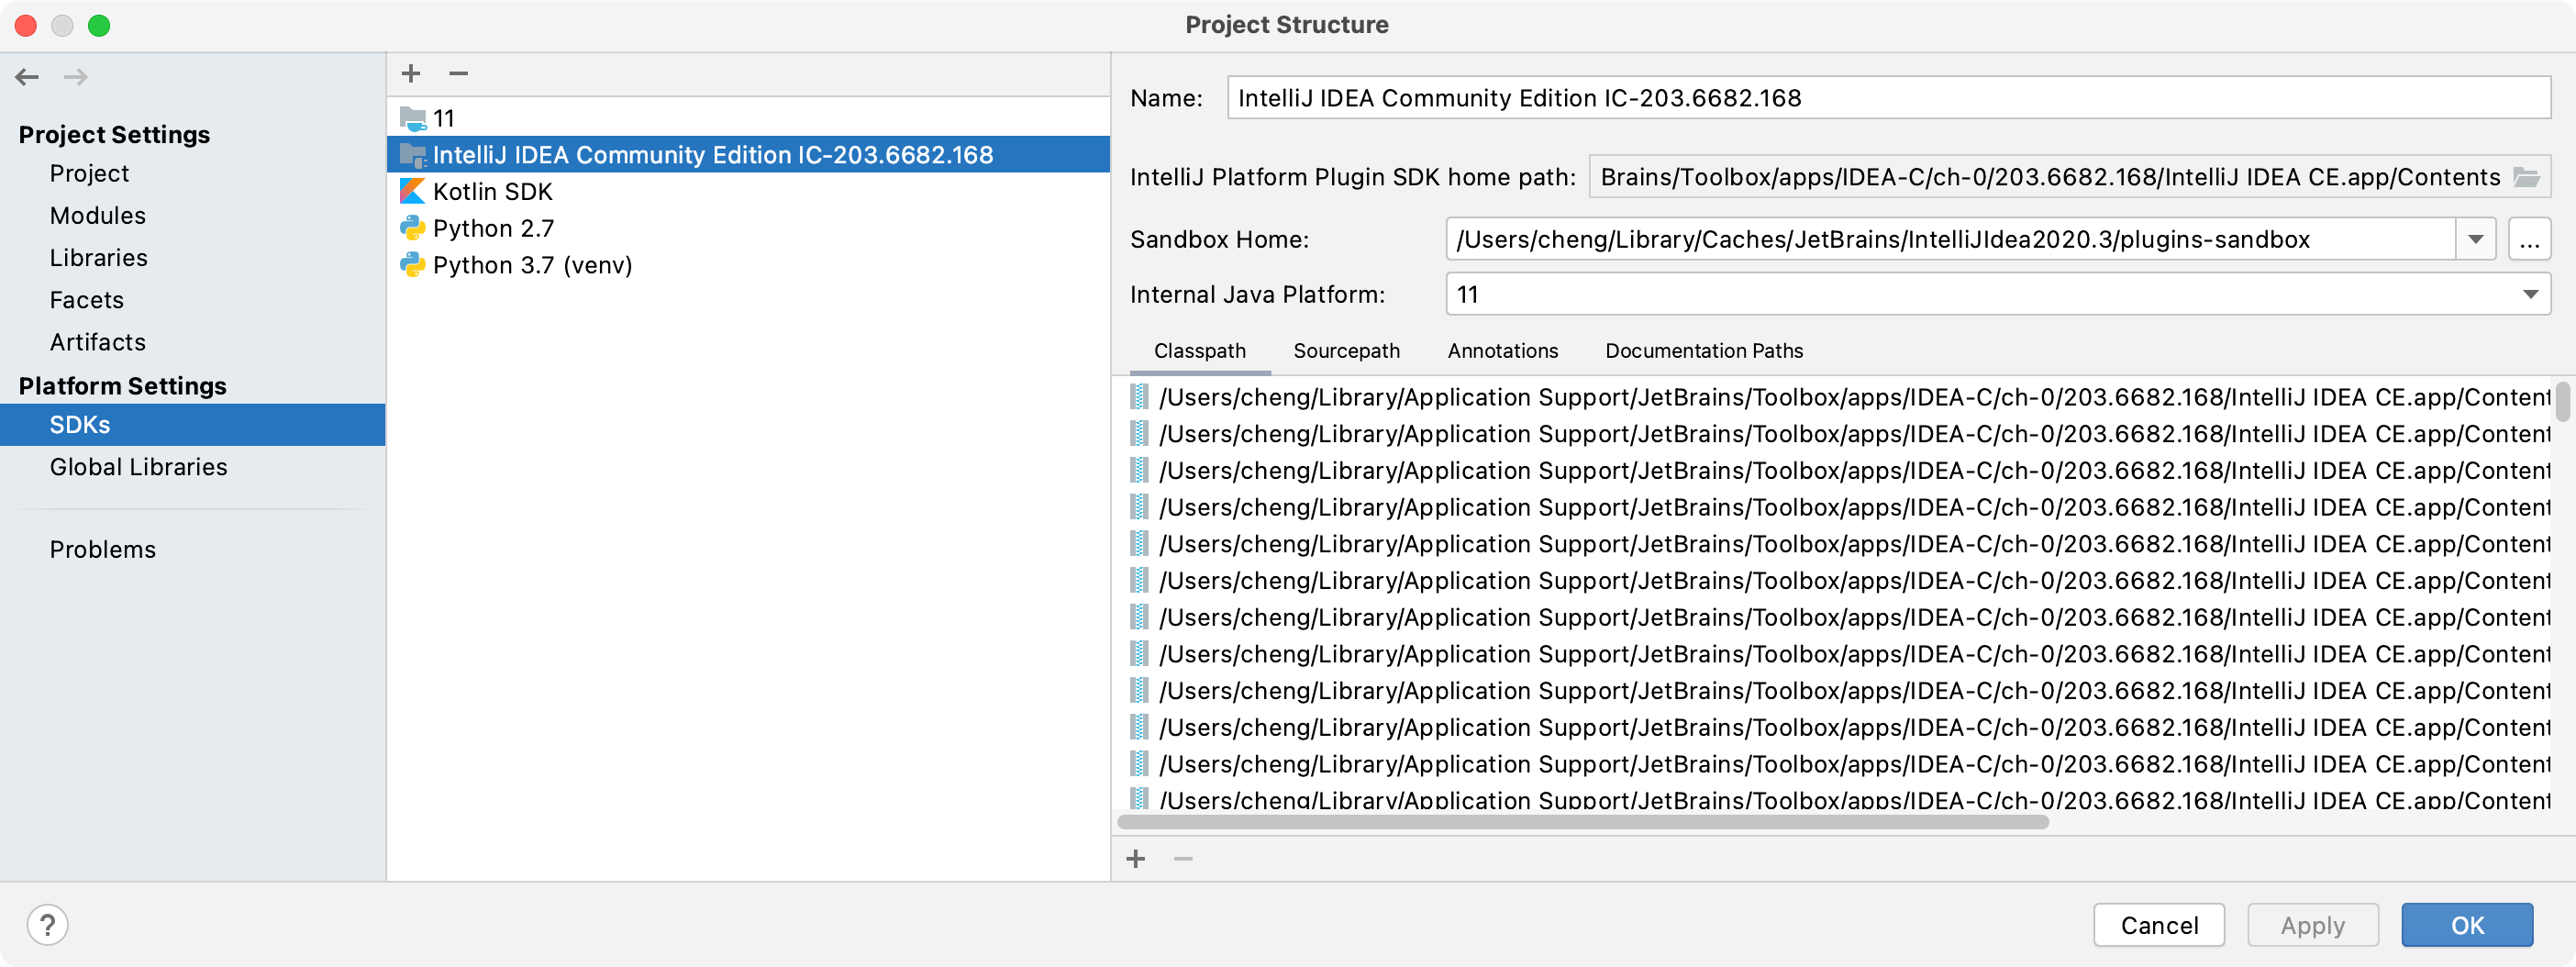 Project Structure
Project Settings
Project
Modules
Libraries
Facets
Artifacts
Platform Settings
SDKs
Global Libraries
Problems
11
IntelliJ IDEA Community Edition IC-203.6682.168
Kotlin SDK
Python 2.7
Python 3.7 (venv)
Name: IntelliJ IDEA Community Edition IC-203.6682.168
IntelliJ Platform Plugin SDK home path: Brains/Toolbox/apps/IDEA-C/ch-0/203.6682.168/IntelliJ IDEA CE.app/Contents
Sandbox Home: /Users/cheng/Library/Caches/JetBrains/IntelliJIdea2020.3/plugins-sandbox ...
Internal Java Platform: 11
Classpath Sourcepath Annotations Documentation Paths
/Users/cheng/Library/Application Support/JetBrains/Toolbox/apps/IDEA-C/ch-0/203.6682.168/IntelliJ IDEA CE.app/Content
/Users/cheng/Library/Application Support/JetBrains/Toolbox/apps/IDEA-C/ch-0/203.6682.168/IntelliJ IDEA CE.app/Content
/Users/cheng/Library/Application Support/JetBrains/Toolbox/apps/IDEA-C/ch-0/203.6682.168/IntelliJ IDEA CE.app/Content
/Users/cheng/Library/Application Support/JetBrains/Toolbox/apps/IDEA-C/ch-0/203.6682.168/IntelliJ IDEA CE.app/Content
/Users/cheng/Library/Application Support/JetBrains/Toolbox/apps/IDEA-C/ch-0/203.6682.168/IntelliJ IDEA CE.app/Content
/Users/cheng/Library/Application Support/JetBrains/Toolbox/apps/IDEA-C/ch-0/203.6682.168/IntelliJ IDEA CE.app/Content
/Users/cheng/Library/Application Support/JetBrains/Toolbox/apps/IDEA-C/ch-0/203.6682.168/IntelliJ IDEA CE.app/Content
/Users/cheng/Library/Application Support/JetBrains/Toolbox/apps/IDEA-C/ch-0/203.6682.168/IntelliJ IDEA CE.app/Content
/Users/cheng/Library/Application Support/JetBrains/Toolbox/apps/IDEA-C/ch-0/203.6682.168/IntelliJ IDEA CE.app/Content
/Users/cheng/Library/Application Support/JetBrains/Toolbox/apps/IDEA-C/ch-0/203.6682.168/IntelliJ IDEA CE.app/Content
/Users/cheng/Library/Application Support/JetBrains/Toolbox/apps/IDEA-C/ch-0/203.6682.168/IntelliJ IDEA CE.app/Content
/Users/cheng/Library/Application Support/JetBrains/Toolbox/apps/IDEA-C/ch-0/203.6682.168/IntelliJ IDEA CE.app/Content
? Cancel Apply OK